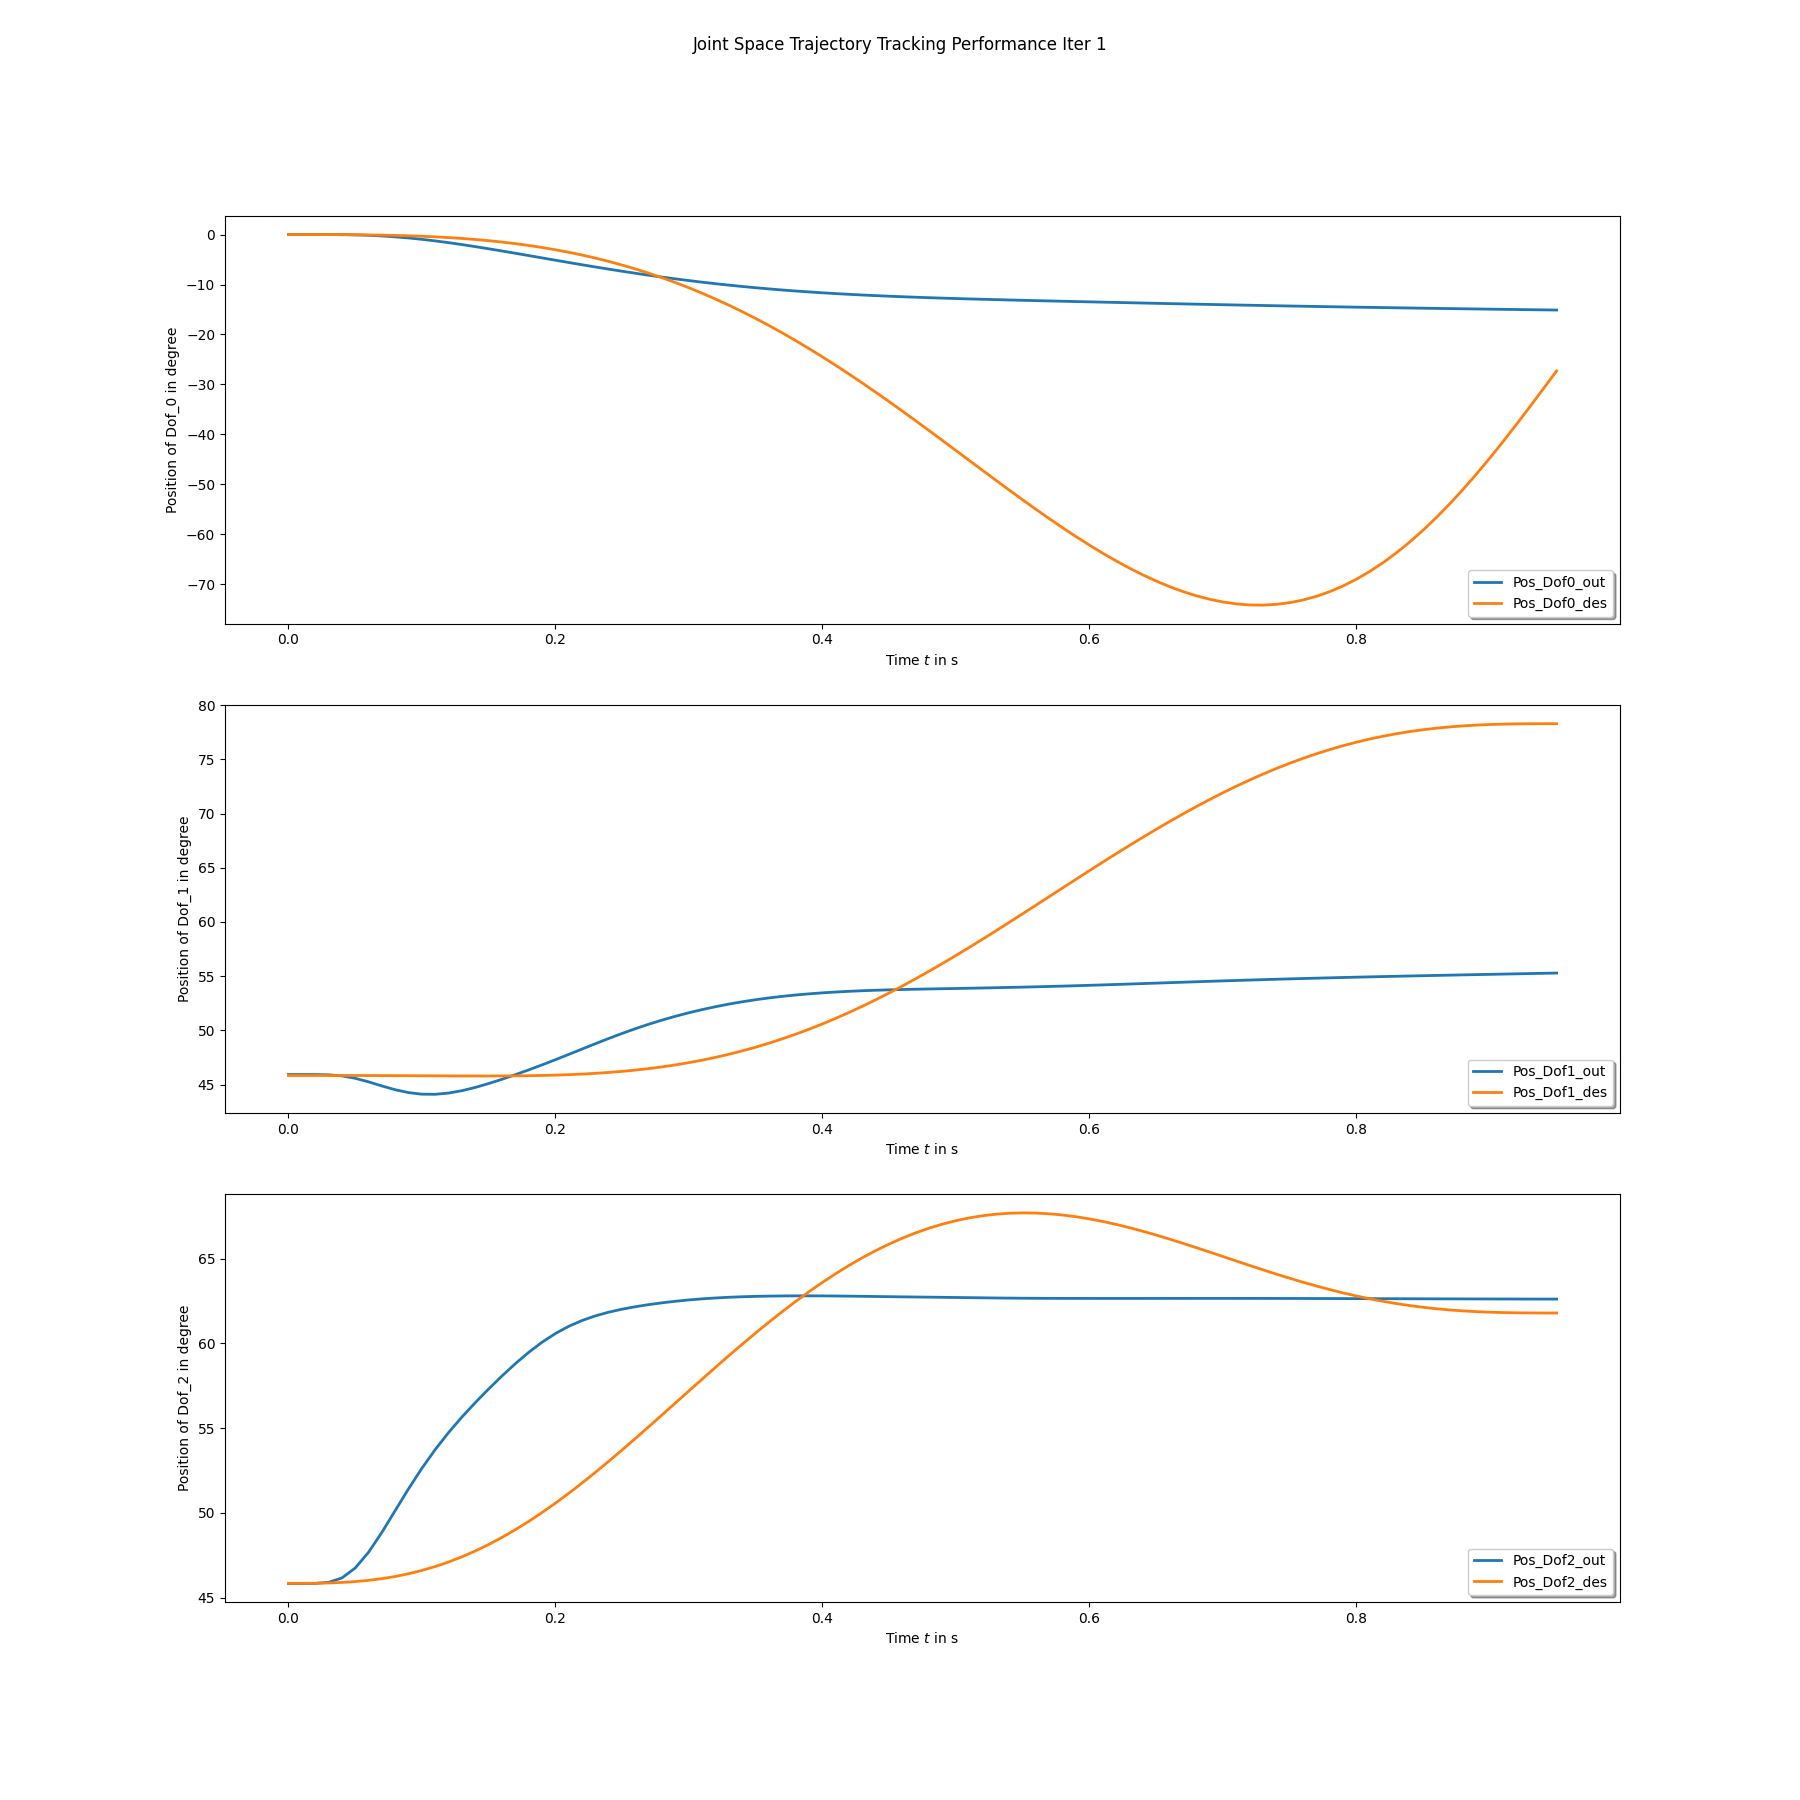 Joint Space Trajectory Tracking Performance Iter 1
Position of Dof_0 in degree
0
−10
−20
−30
−40
−50
−60
−70
Pos_Dof0_out
Pos_Dof0_des
0.0 0.2 0.4 0.6 0.8
Time t in s
Position of Dof_1 in degree
80
75
70
65
60
55
50
45
Pos_Dof1_out
Pos_Dof1_des
0.0 0.2 0.4 0.6 0.8
Time t in s
Position of Dof_2 in degree
65
60
55
50
45
Pos_Dof2_out
Pos_Dof2_des
0.0 0.2 0.4 0.6 0.8
Time t in s